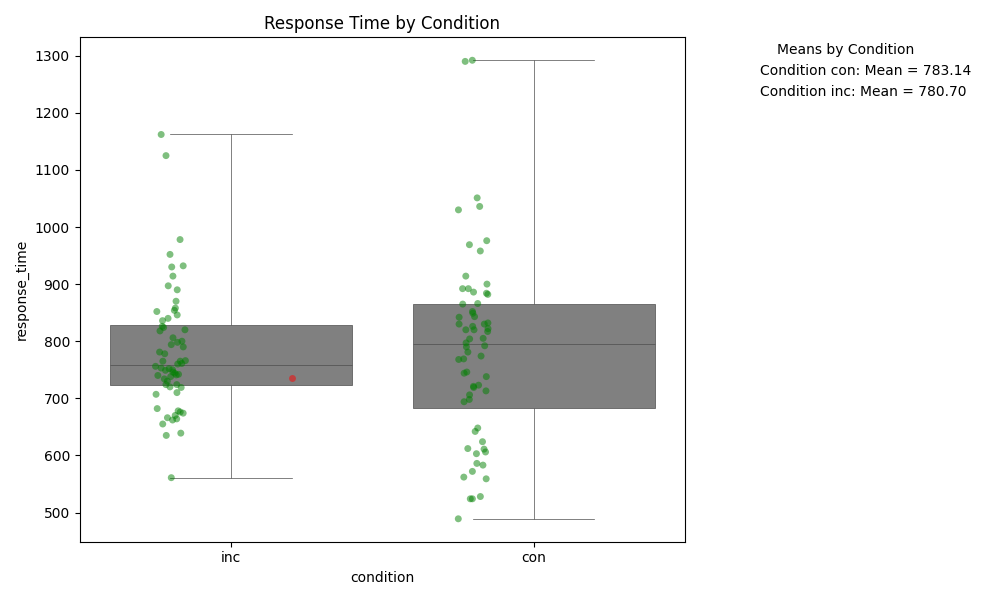 Response Time by Condition
Means by Condition
Condition con: Mean = 783.14
Condition inc: Mean = 780.70
response_time
1300
1200
1100
1000
900
800
700
600
500
inc con
condition